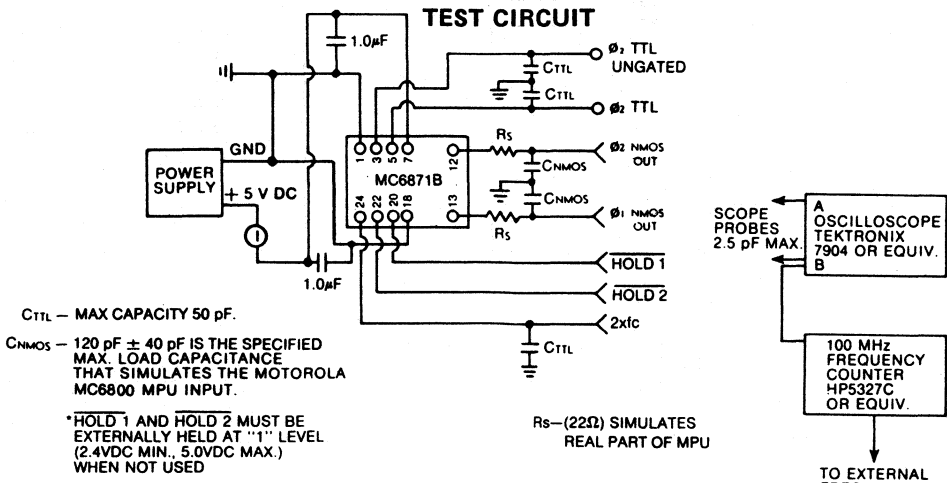 TEST CIRCUIT
1.0µF
CTTL
CTTL
Ø2 TTL
UNGATED
Ø2 TTL
GND
POWER
SUPPLY
+ 5 V DC
I
1.0µF
1
3
5
7
12
MC6871B
24
22
20
18
13
RS
RS
CNMOS
CNMOS
Ø2 NMOS
OUT
Ø1 NMOS
OUT
HOLD 1
HOLD 2
2xfc
CTTL
SCOPE
PROBES
2.5 pF MAX.
A
OSCILLOSCOPE
TEKTRONIX
7904 OR EQUIV.
B
100 MHz
FREQUENCY
COUNTER
HP5327C
OR EQUIV.
TO EXTERNAL
CTTL — MAX CAPACITY 50 pF.
CNMOS — 120 pF ± 40 pF IS THE SPECIFIED
MAX. LOAD CAPACITANCE
THAT SIMULATES THE MOTOROLA
MC6800 MPU INPUT.
*HOLD 1 AND HOLD 2 MUST BE
EXTERNALLY HELD AT "1" LEVEL
(2.4VDC MIN., 5.0VDC MAX.)
WHEN NOT USED
Rs—(22Ω) SIMULATES
REAL PART OF MPU